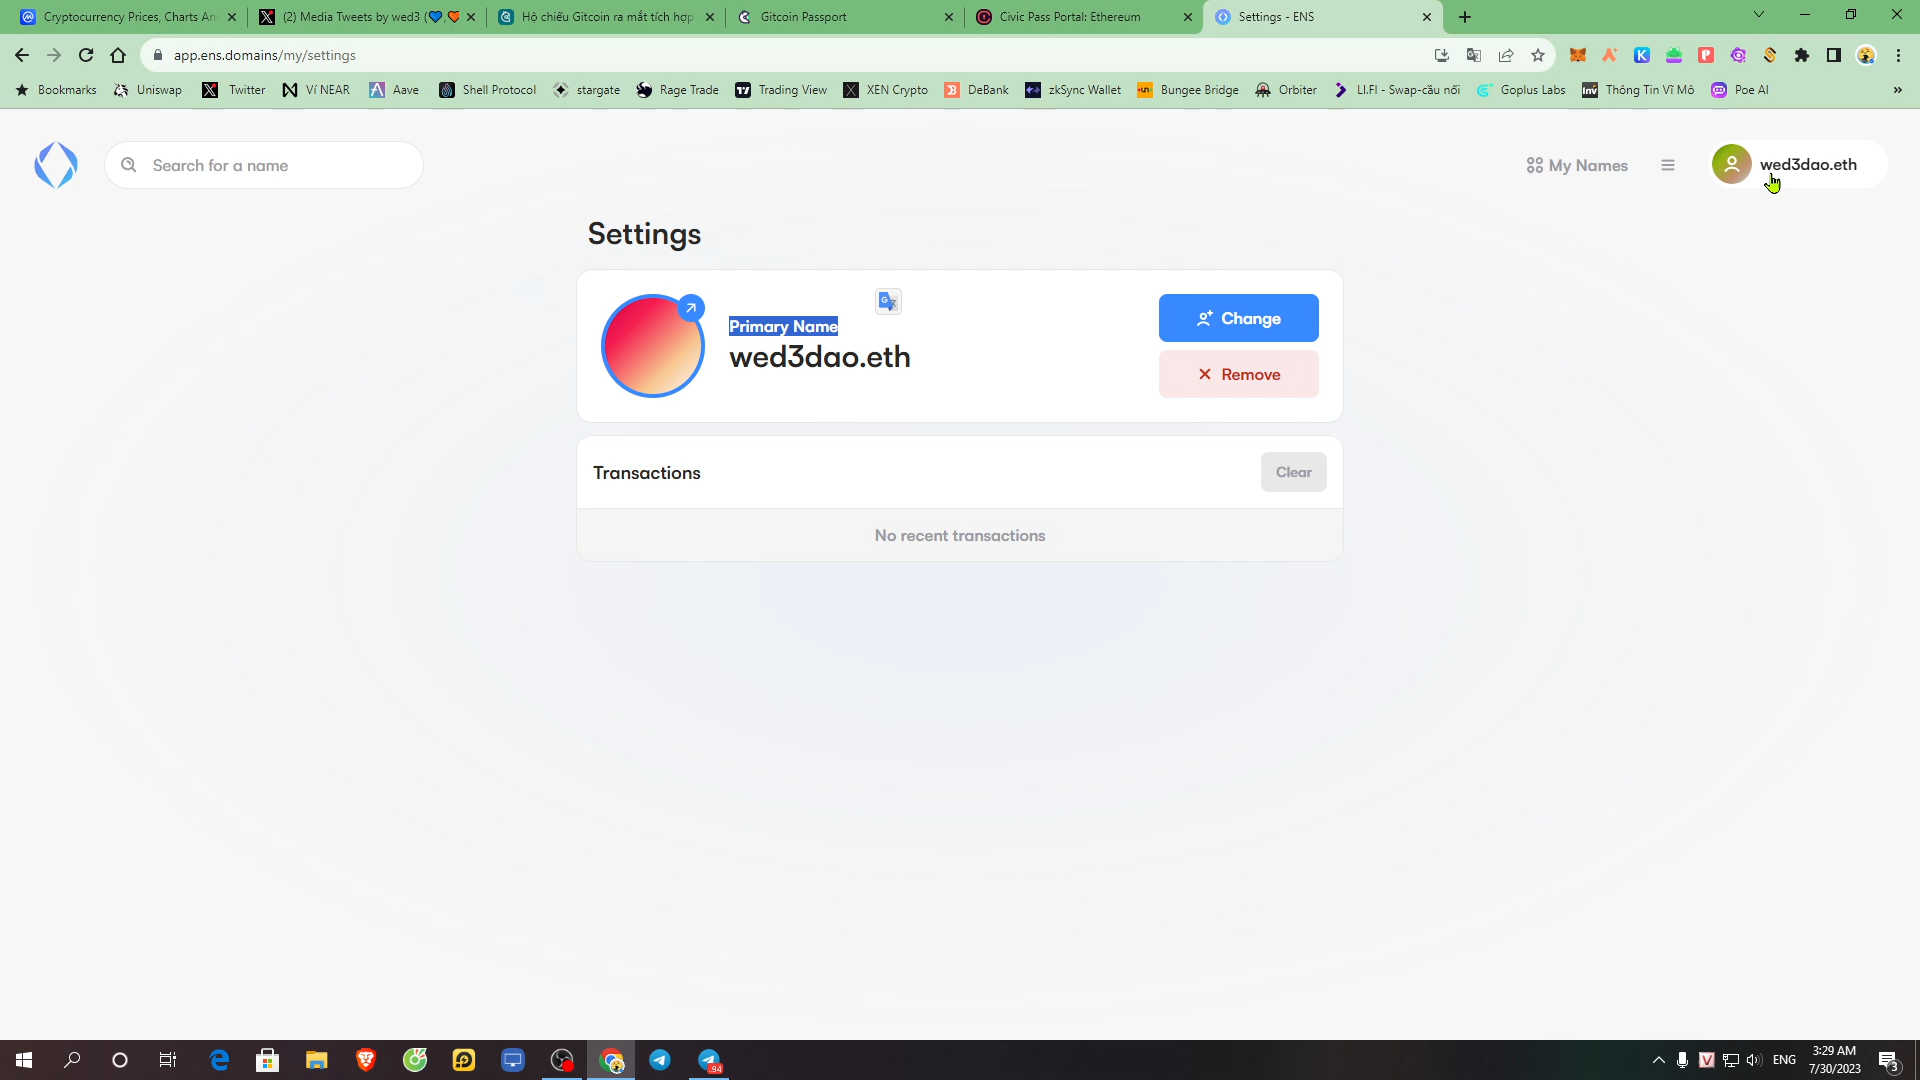 Cryptocurrency Prices, Charts An
(2) Media Tweets by wed3 (💙,🧡
Hộ chiếu Gitcoin ra mắt tích hợp
Gitcoin Passport
Civic Pass Portal: Ethereum
Settings - ENS
app.ens.domains/my/settings
Bookmarks
Uniswap
Twitter
Ví NEAR
Aave
Shell Protocol
stargate
Rage Trade
Trading View
XEN Crypto
DeBank
zkSync Wallet
Bungee Bridge
Orbiter
LI.FI - Swap-cầu nối
Goplus Labs
Thông Tin Vĩ Mô
Poe AI
Search for a name
My Names
wed3dao.eth
Settings
Primary Name
wed3dao.eth
Change
Remove
Transactions
Clear
No recent transactions
94
ENG
3:29 AM
7/30/2023
3